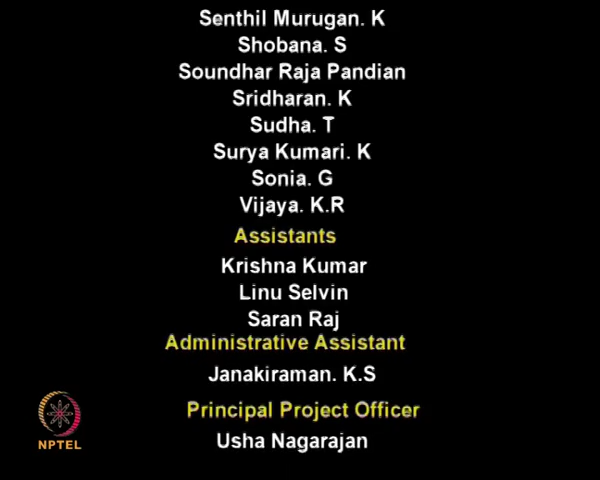 Senthil Murugan. K
Shobana. S
Soundhar Raja Pandian
Sridharan. K
Sudha. T
Surya Kumari. K
Sonia. G
Vijaya. K.R
Assistants
Krishna Kumar
Linu Selvin
Saran Raj
Administrative Assistant
Janakiraman. K.S
Principal Project Officer
Usha Nagarajan
NPTEL